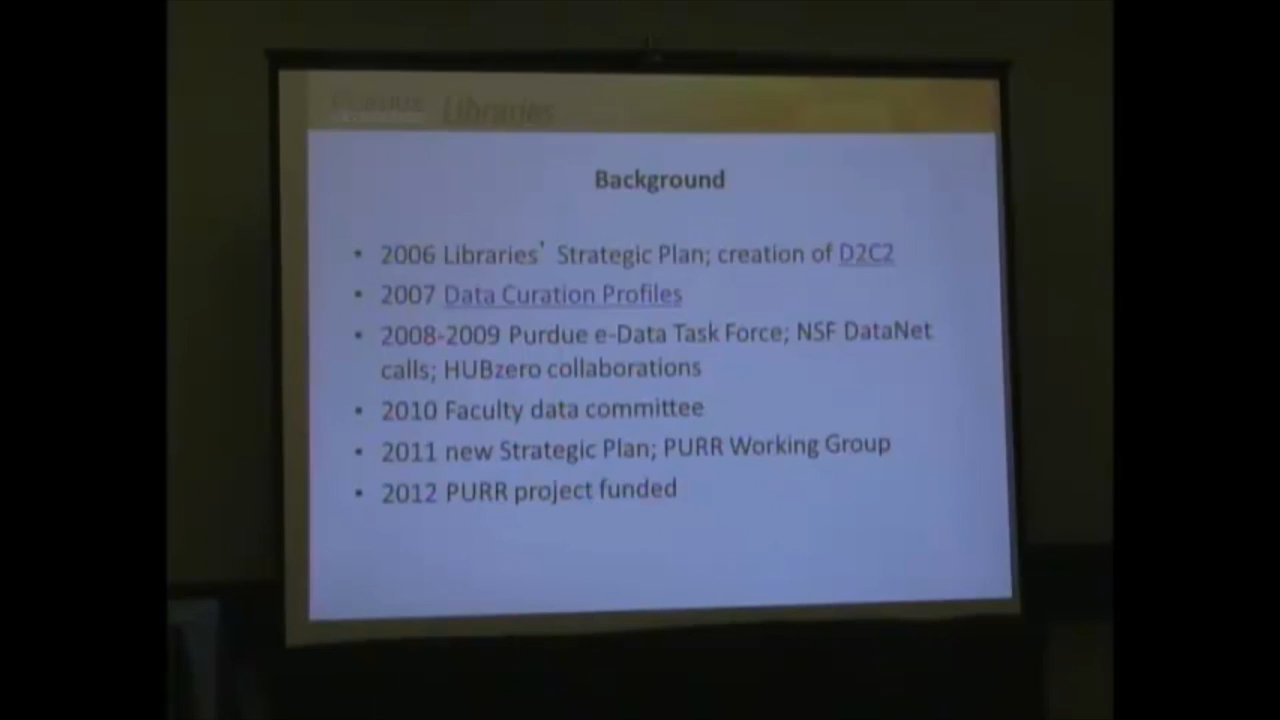 Libraries
Background
• 2006 Libraries' Strategic Plan; creation of D2C2
• 2007 Data Curation Profiles
• 2008-2009 Purdue e-Data Task Force; NSF DataNet
calls; HUBzero collaborations
• 2010 Faculty data committee
• 2011 new Strategic Plan; PURR Working Group
• 2012 PURR project funded